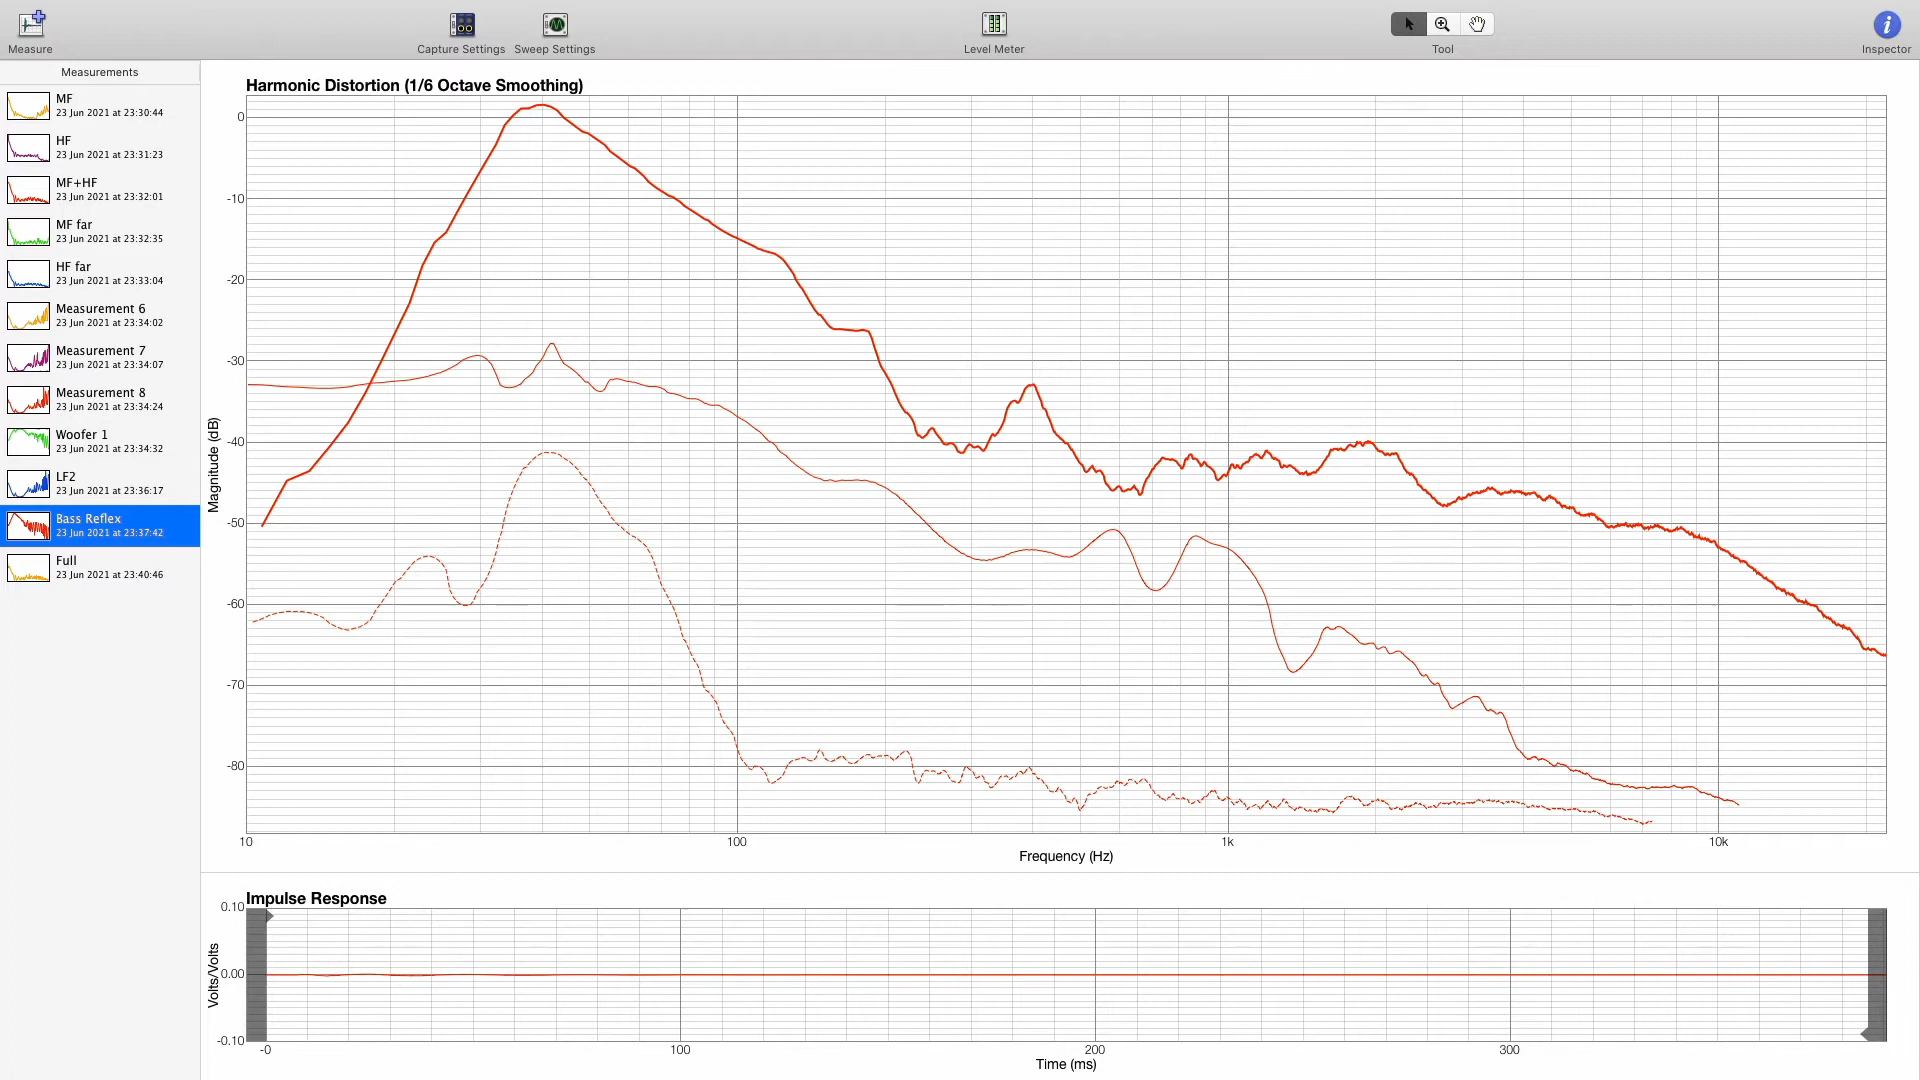 Measure
Capture Settings
Sweep Settings
Level Meter
Tool
Inspector
Measurements
MF
23 Jun 2021 at 23:30:44
HF
23 Jun 2021 at 23:31:23
MF+HF
23 Jun 2021 at 23:32:01
MF far
23 Jun 2021 at 23:32:35
HF far
23 Jun 2021 at 23:33:04
Measurement 6
23 Jun 2021 at 23:34:02
Measurement 7
23 Jun 2021 at 23:34:07
Measurement 8
23 Jun 2021 at 23:34:24
Woofer 1
23 Jun 2021 at 23:34:32
LF2
23 Jun 2021 at 23:36:17
Bass Reflex
23 Jun 2021 at 23:37:42
Full
23 Jun 2021 at 23:40:46
Harmonic Distortion (1/6 Octave Smoothing)
Magnitude (dB)
0
-10
-20
-30
-40
-50
-60
-70
-80
10
100
1k
10k
Frequency (Hz)
Impulse Response
Volts/Volts
0.10
0.00
-0.10
-0
100
200
300
Time (ms)